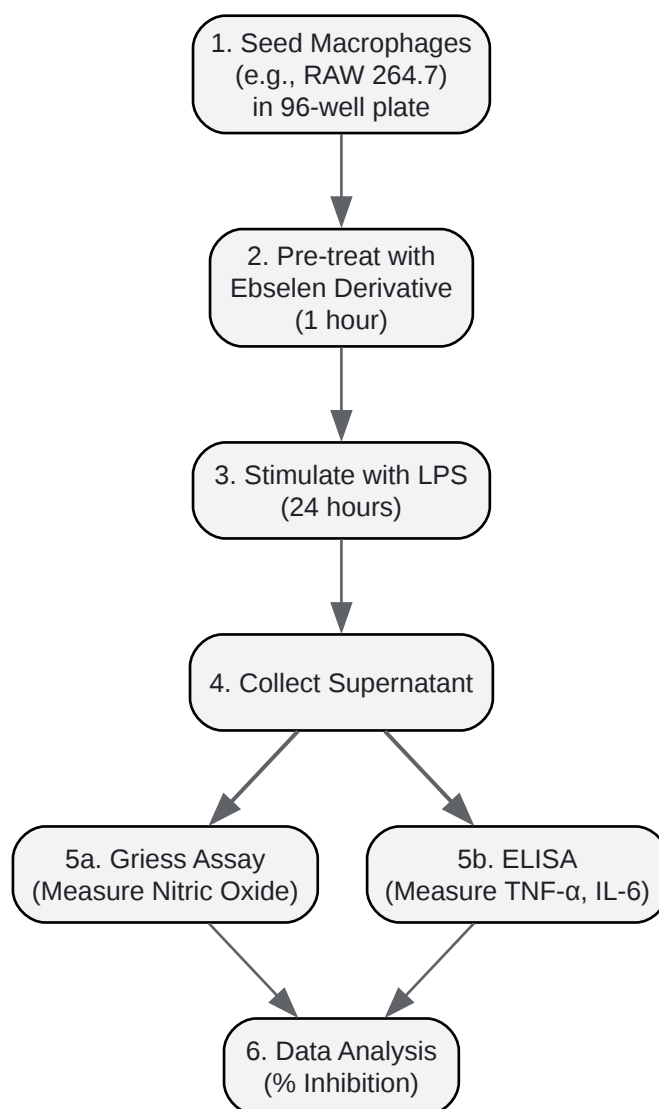 1. Seed Macrophages
(e.g., RAW 264.7)
in 96-well plate
2. Pre-treat with
Ebselen Derivative
(1 hour)
3. Stimulate with LPS
(24 hours)
4. Collect Supernatant
5a. Griess Assay
(Measure Nitric Oxide)
5b. ELISA
(Measure TNF-α, IL-6)
6. Data Analysis
(% Inhibition)